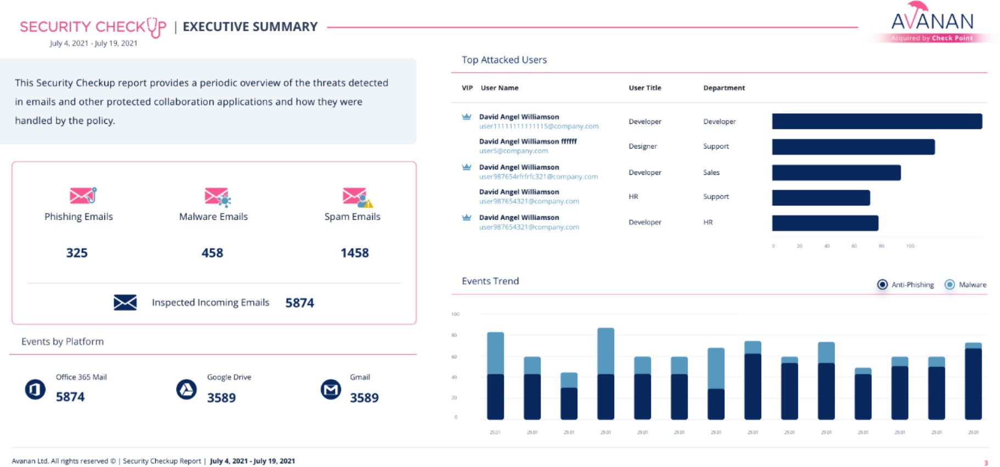 SECURITY CHECKUP | EXECUTIVE SUMMARY
July 4, 2021 - July 19, 2021
AVANAN
Acquired by Check Point
This Security Checkup report provides a periodic overview of the threats detected
in emails and other protected collaboration applications and how they were
handled by the policy.
Phishing Emails Malware Emails Spam Emails
325 458 1458
Inspected Incoming Emails 5874
Events by Platform
Office 365 Mail Google Drive Gmail
5874 3589 3589
Top Attacked Users
VIP User Name User Title Department
David Angel Williamson Developer Developer
user11111111111115@company.com
David Angel Williamson ffffff Designer Support
user5@company.com
David Angel Williamson Developer Sales
user987654rfrfrfc321@company.com
David Angel Williamson HR Support
user987654321@company.com
David Angel Williamson Developer HR
user987654321@company.com
0 20 40 60 80 100
Events Trend
Anti-Phishing Malware
100
80
60
40
20
0
29.01 29.01 29.01 29.01 29.01 29.01 29.01 29.01 29.01 29.01 29.01 29.01 29.01 29.01
Avanan Ltd. All rights reserved © | Security Checkup Report | July 4, 2021 - July 19, 2021
3